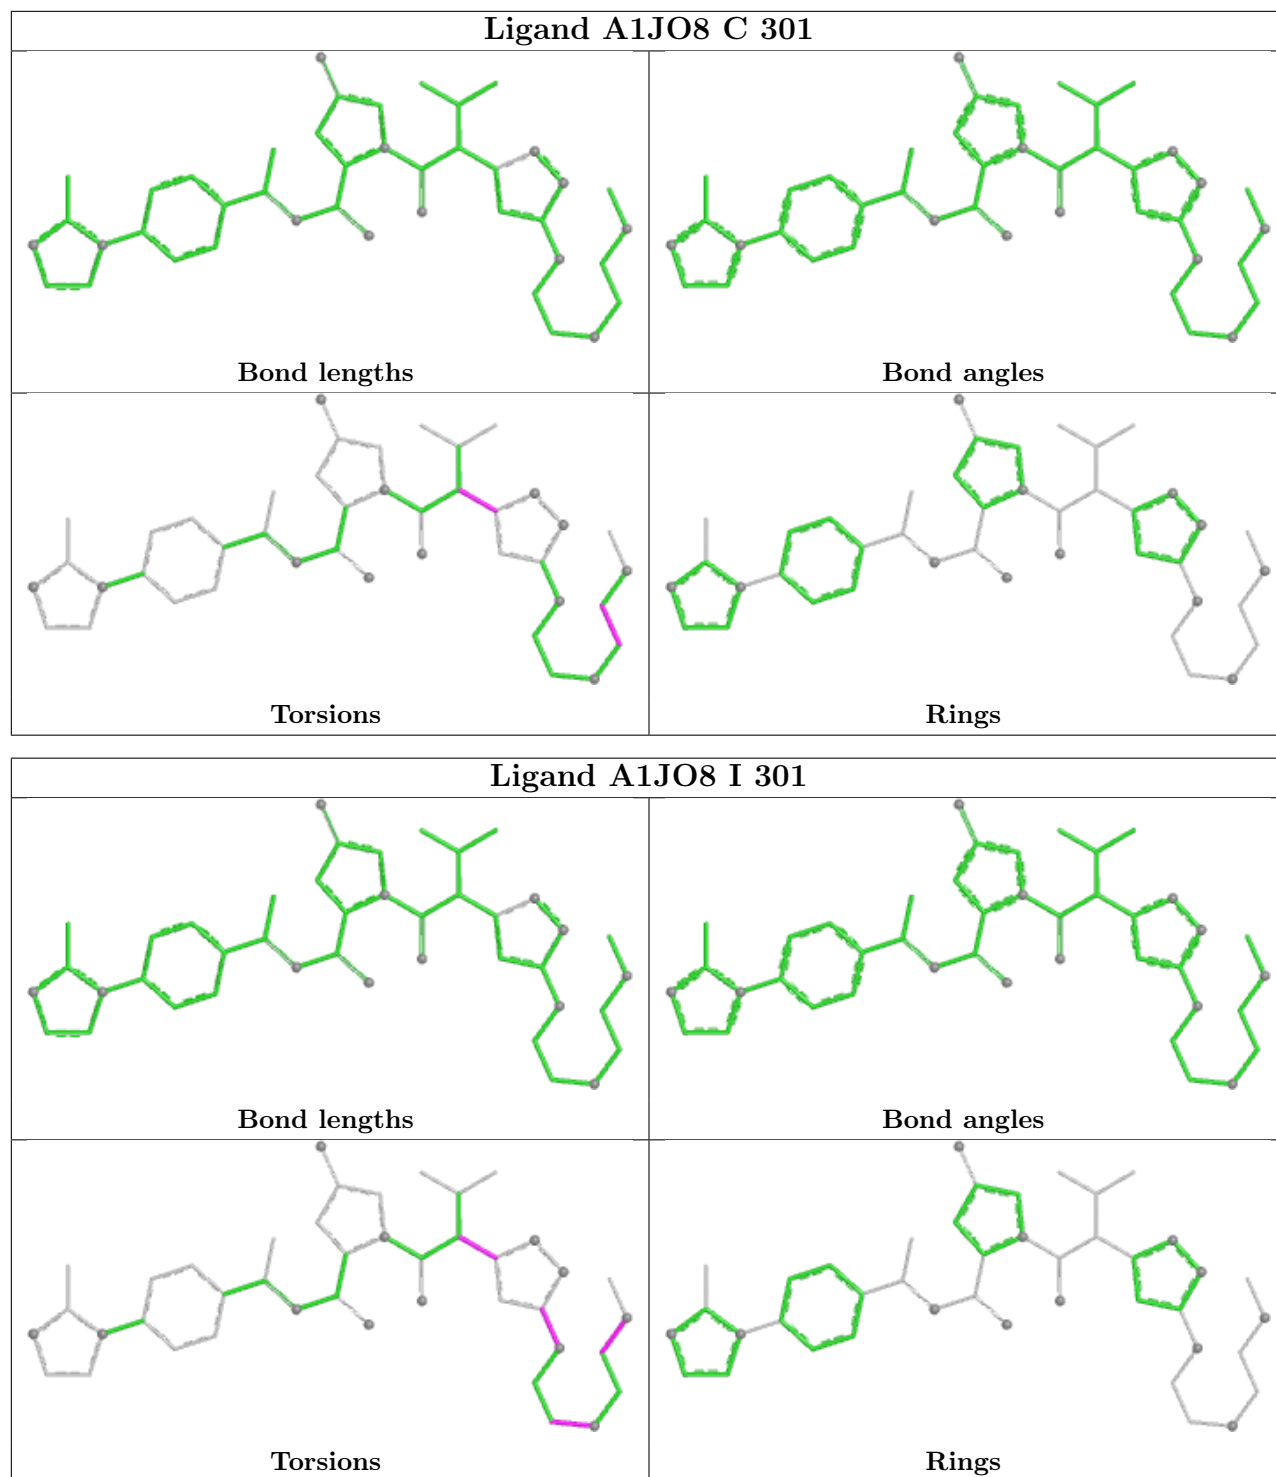 Ligand A1JO8 C 301
Bond lengths
Bond angles
Torsions
Rings
Ligand A1JO8 I 301
Bond lengths
Bond angles
Torsions
Rings